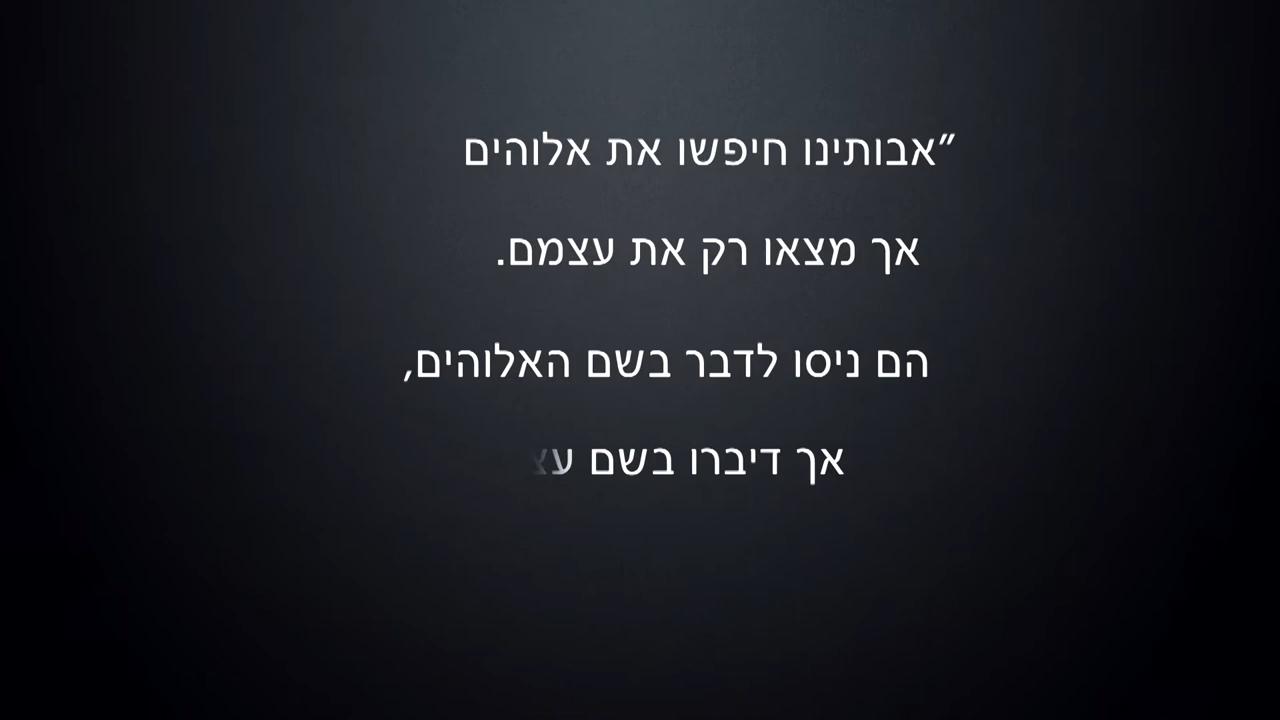 "אבותינו חיפשו את אלוהים
אך מצאו רק את עצמם.
הם ניסו לדבר בשם האלוהים,
אך דיברו בשם